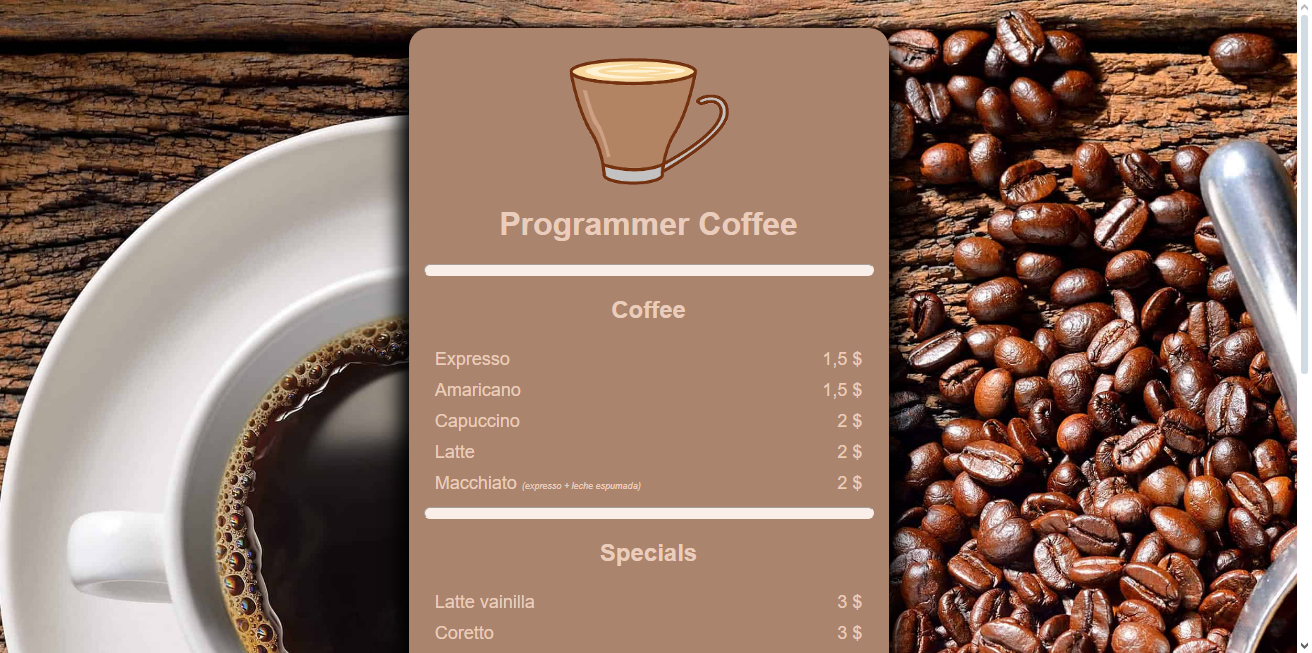 Programmer Coffee
Coffee
Expresso 1,5 $
Amaricano 1,5 $
Capuccino 2 $
Latte 2 $
Macchiato (expresso + leche espumada) 2 $
Specials
Latte vainilla 3 $
Coretto 3 $